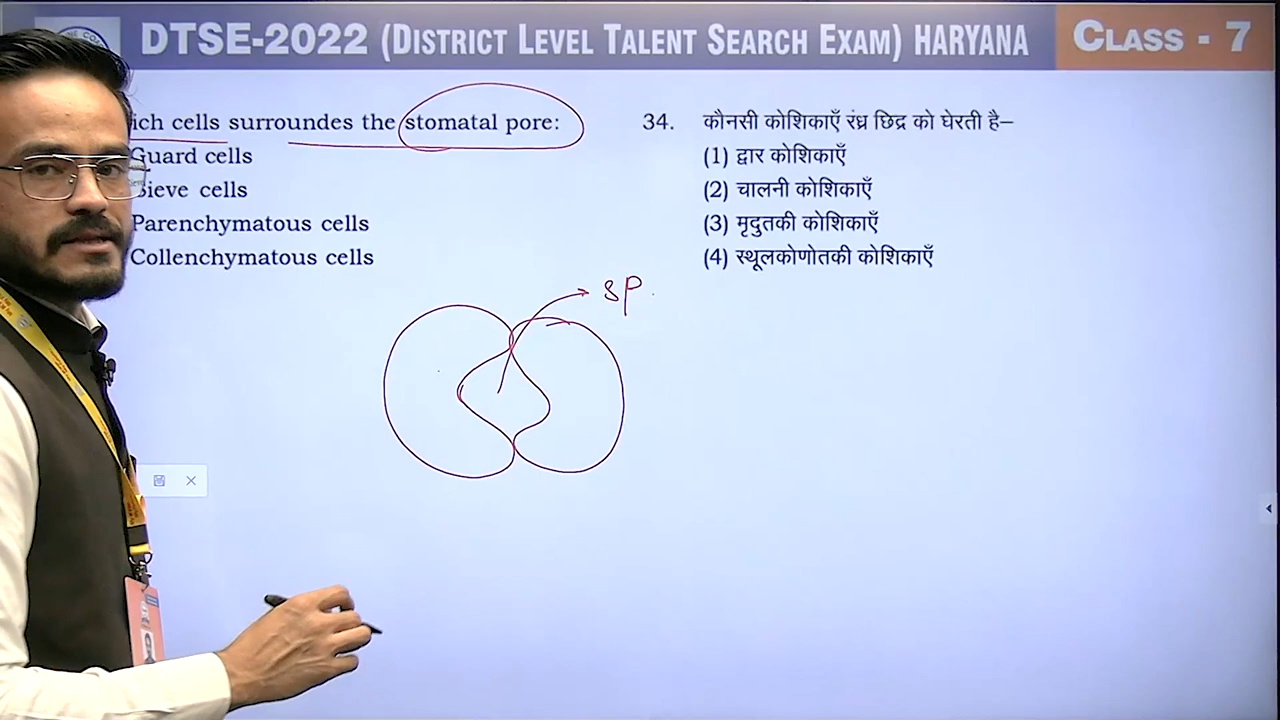 DTSE-2022 (DISTRICT LEVEL TALENT SEARCH EXAM) HARYANA
CLASS - 7
cells surroundes the stomatal pore:
Guard cells
Sieve cells
Parenchymatous cells
Collenchymatous cells
34. कौनसी कोशिकाएँ रंध्र छिद्र को घेरती है–
(1) द्वार कोशिकाएँ
(2) चालनी कोशिकाएँ
(3) मृदुतकी कोशिकाएँ
(4) स्थूलकोणोतकी कोशिकाएँ
SP